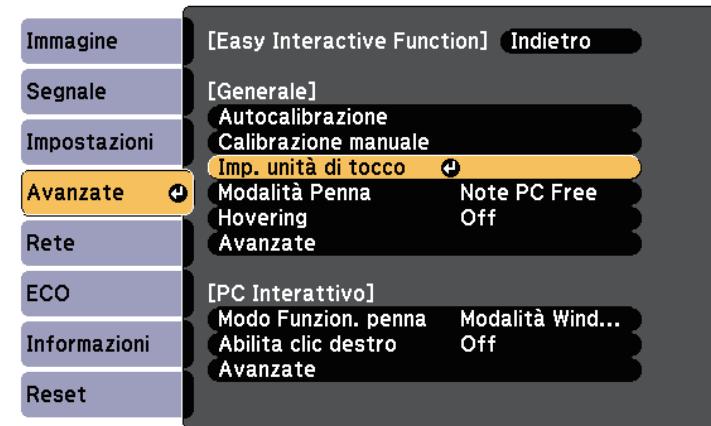 Immagine
Segnale
Impostazioni
Avanzate
Rete
ECO
Informazioni
Reset
[Easy Interactive Function] Indietro
[Generale]
Autocalibrazione
Calibrazione manuale
Imp. unità di tocco
Modalità Penna Note PC Free
Hovering Off
Avanzate
[PC Interattivo]
Modo Funzion. penna Modalità Wind...
Abilita clic destro Off
Avanzate